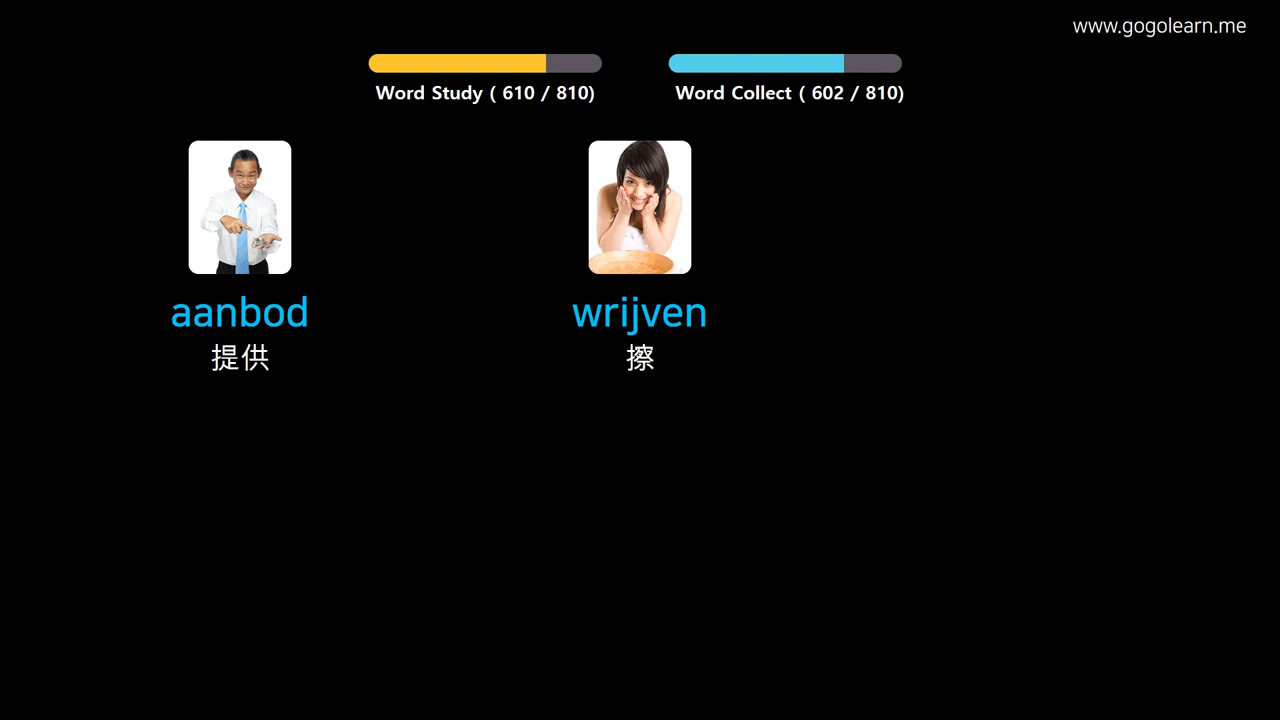 www.gogolearn.me
Word Study ( 610 / 810)
Word Collect ( 602 / 810)
aanbod
提供
wrijven
擦